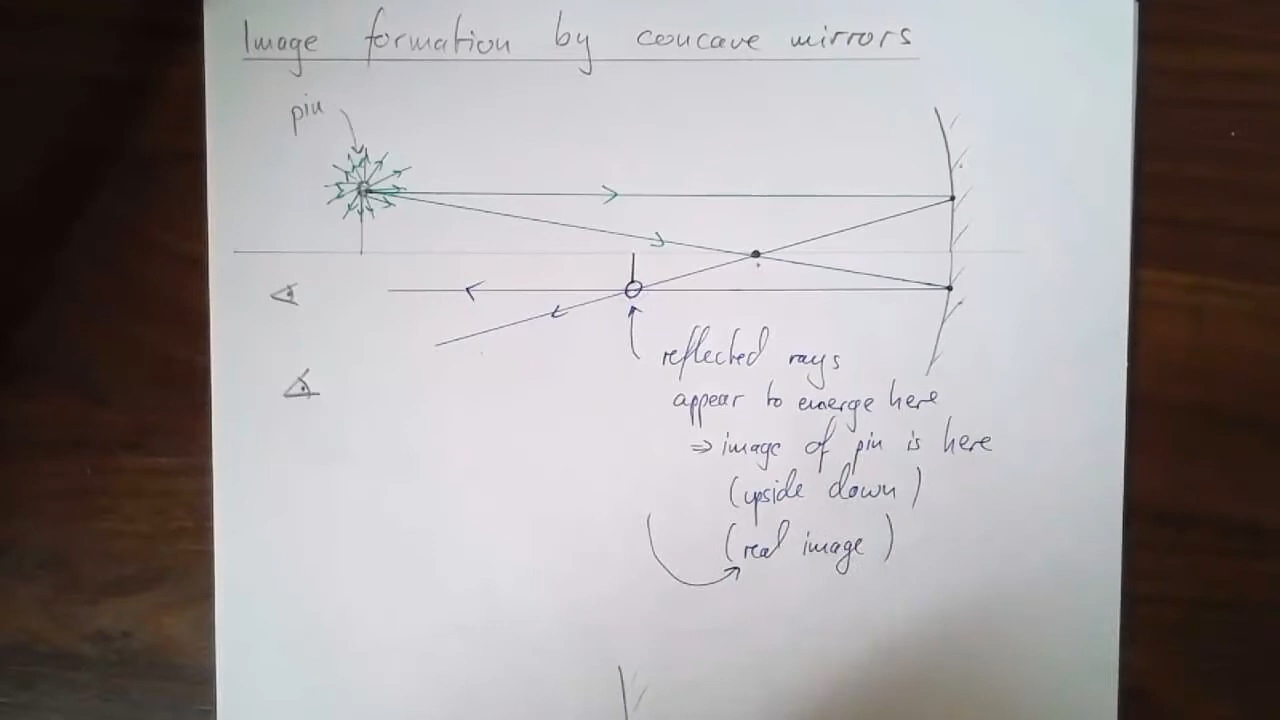 Image formation by concave mirrors
pin
reflected rays
appear to emerge here
⇒ image of pin is here
(upside down)
(real image)